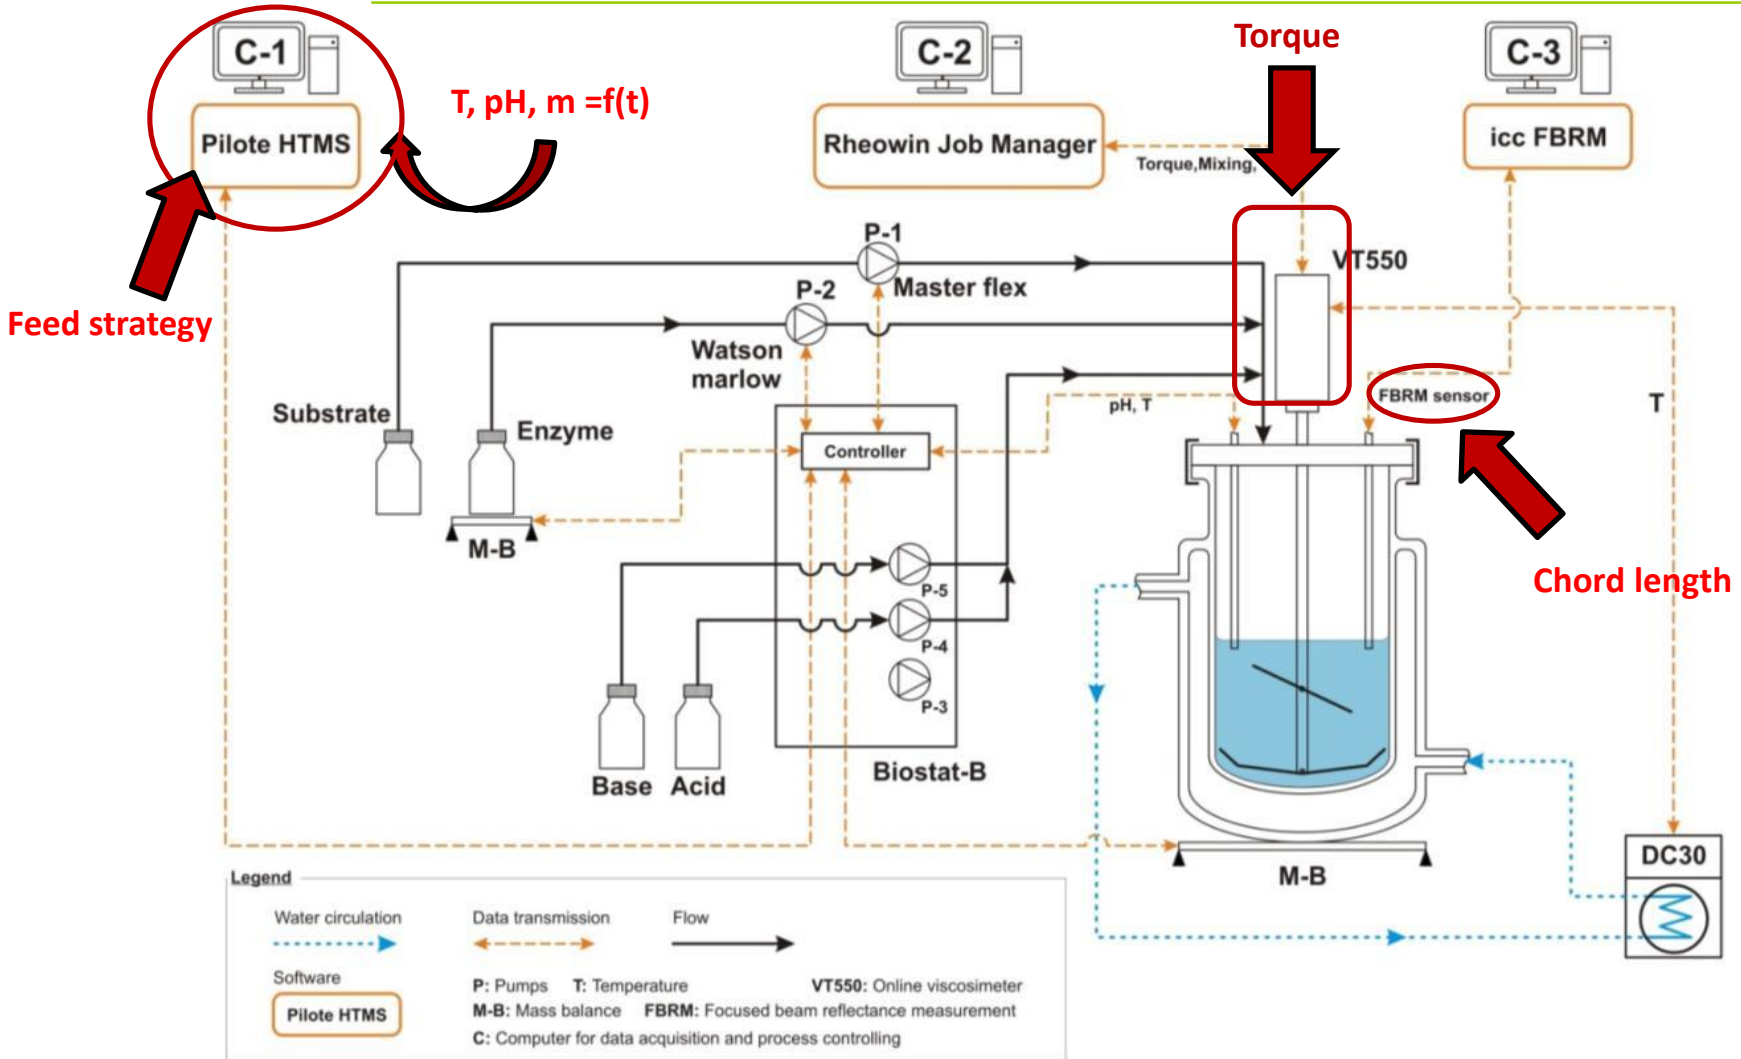 C-1
C-2
C-3
Torque
T, pH, m =f(t)
Pilote HTMS
Rheowin Job Manager
icc FBRM
Torque,Mixing,
P-1
VT550
Master flex
P-2
Feed strategy
Watson
marlow
FBRM sensor
T
pH, T
Substrate
Enzyme
Controller
M-B
P-5
Chord length
P-4
P-3
Base
Acid
Biostat-B
M-B
DC30
Legend
Water circulation
Data transmission
Flow
Software
Pilote HTMS
P: Pumps T: Temperature VT550: Online viscosimeter
M-B: Mass balance FBRM: Focused beam reflectance measurement
C: Computer for data acquisition and process controlling